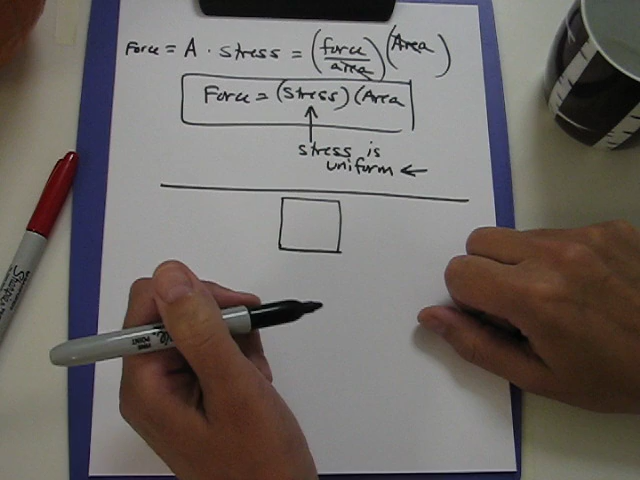 Force = A · stress = (force/area)(Area)
Force = (stress)(Area
stress is
uniform ←
Sharpie
FINE POINT